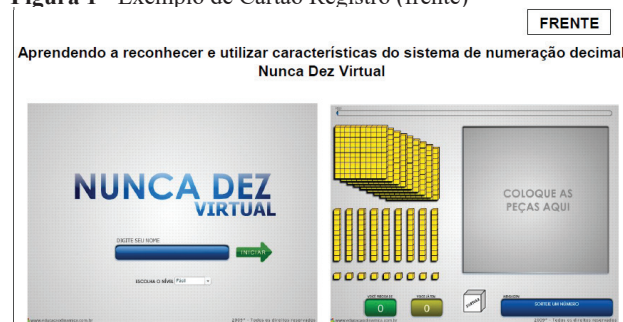 Figura 1 - Exemplo de Cartão Registro (frente)
FRENTE
Aprendendo a reconhecer e utilizar características do sistema de numeração decimal
Nunca Dez Virtual
NUNCA DEZ
VIRTUAL
DIGITE SEU NOME
INICIAR
ESCOLHA O NÍVEL Fácil
COLOQUE AS
PEÇAS AQUI
0
0
SORTEIE UM NÚMERO